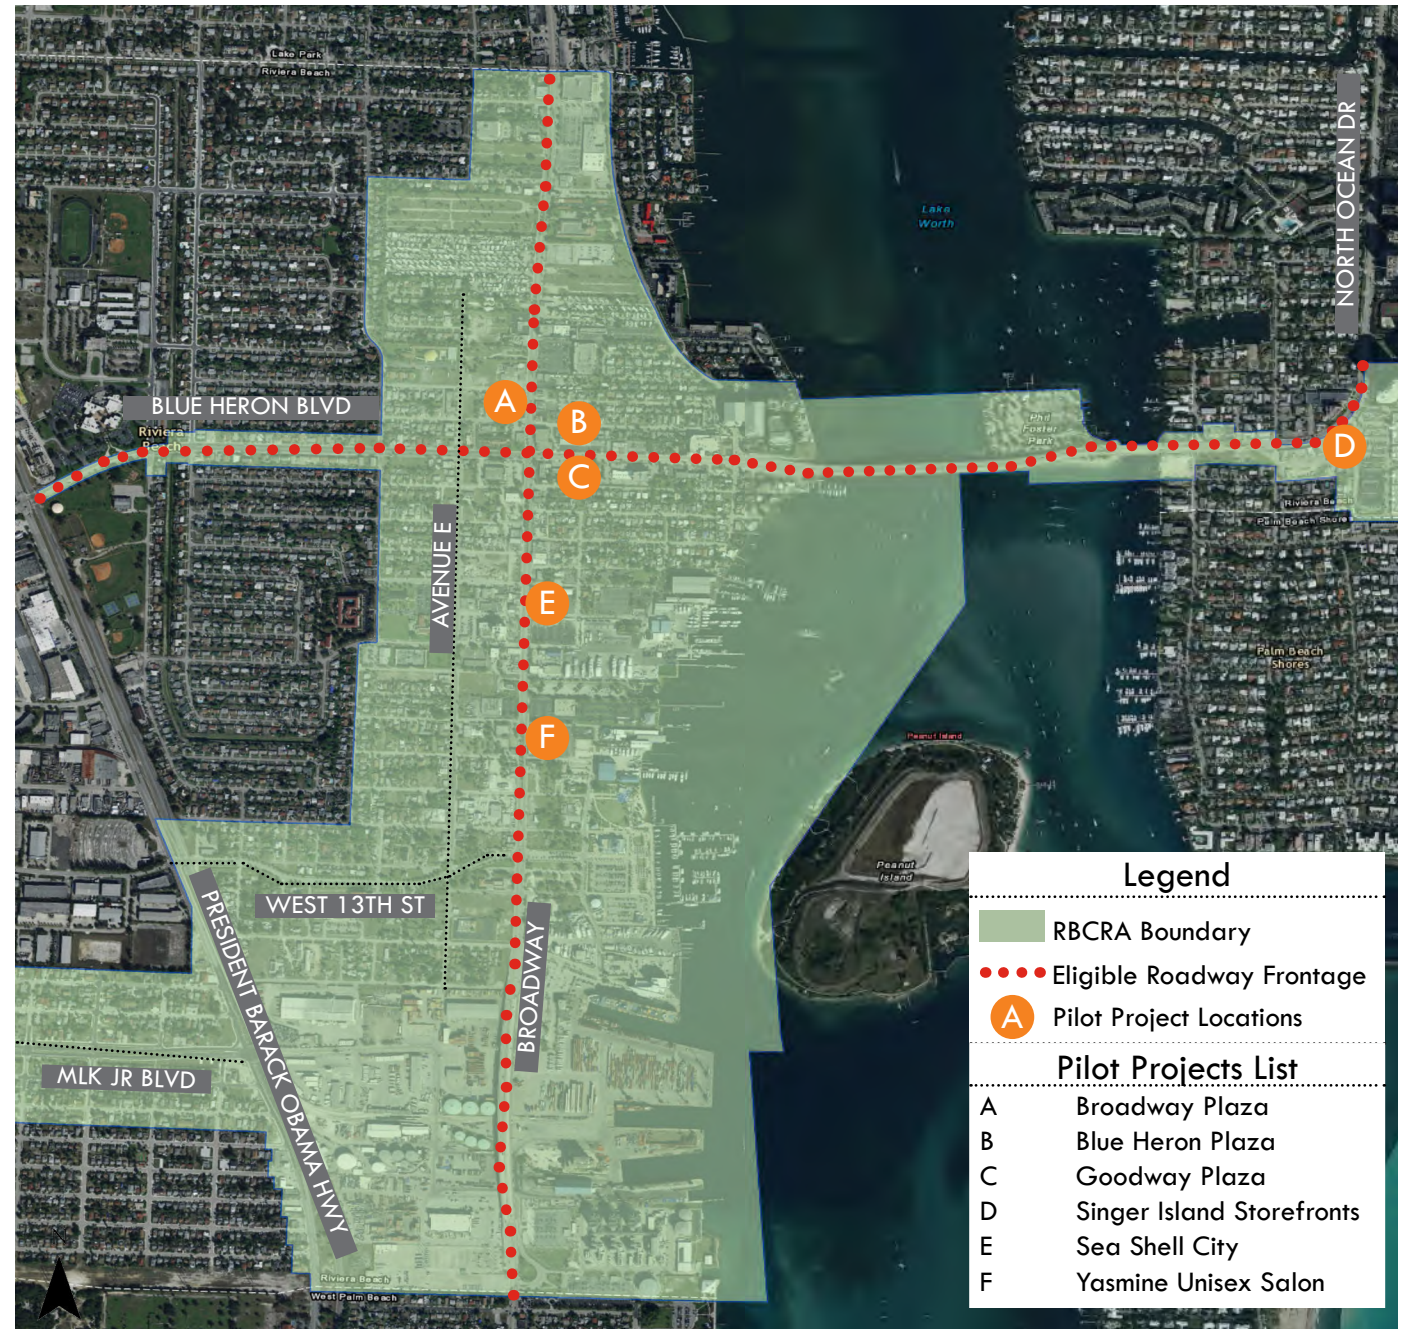 Lake Park
Riviera Beach
NORTH OCEAN DR
Lake
Worth
A
BLUE HERON BLVD
B
Riviera
Beach
Phil
Foster
Park
D
C
Riviera Beach
Palm Beach Shores
AVENUE E
E
Palm Beach
Shores
F
Peanut Island
Peanut
Island
WEST 13TH ST
PRESIDENT BARACK OBAMA HWY
BROADWAY
MLK JR BLVD
N
Riviera Beach
West Palm Beach
Legend
RBCRA Boundary
Eligible Roadway Frontage
A Pilot Project Locations
Pilot Projects List
A Broadway Plaza
B Blue Heron Plaza
C Goodway Plaza
D Singer Island Storefronts
E Sea Shell City
F Yasmine Unisex Salon